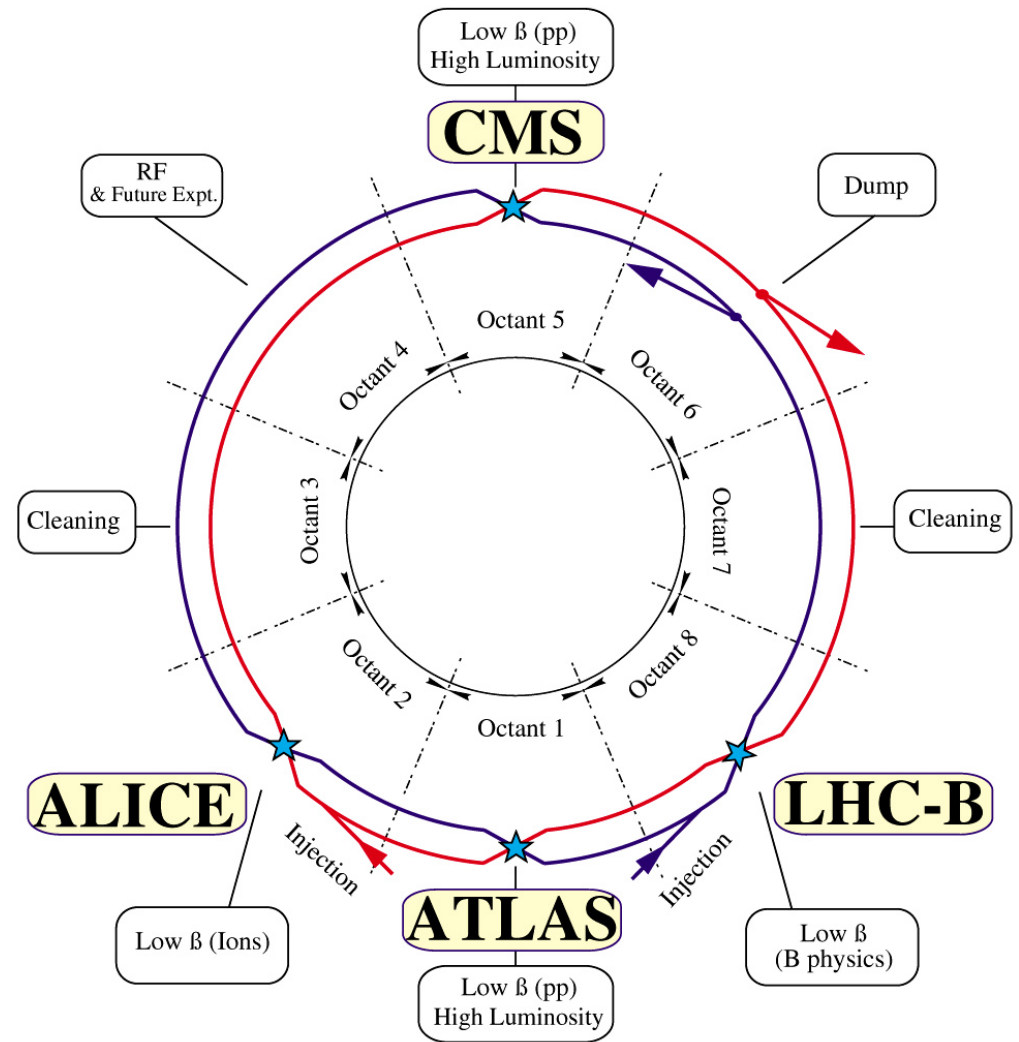 Low ß (pp)
High Luminosity
CMS
RF
& Future Expt.
Dump
Octant 5
Octant 4
Octant 6
Cleaning
Octant 3
Octant 7
Cleaning
Octant 2
Octant 8
Octant 1
ALICE
LHC-B
Injection
Injection
ATLAS
Low ß (Ions)
Low ß
(B physics)
Low ß (pp)
High Luminosity